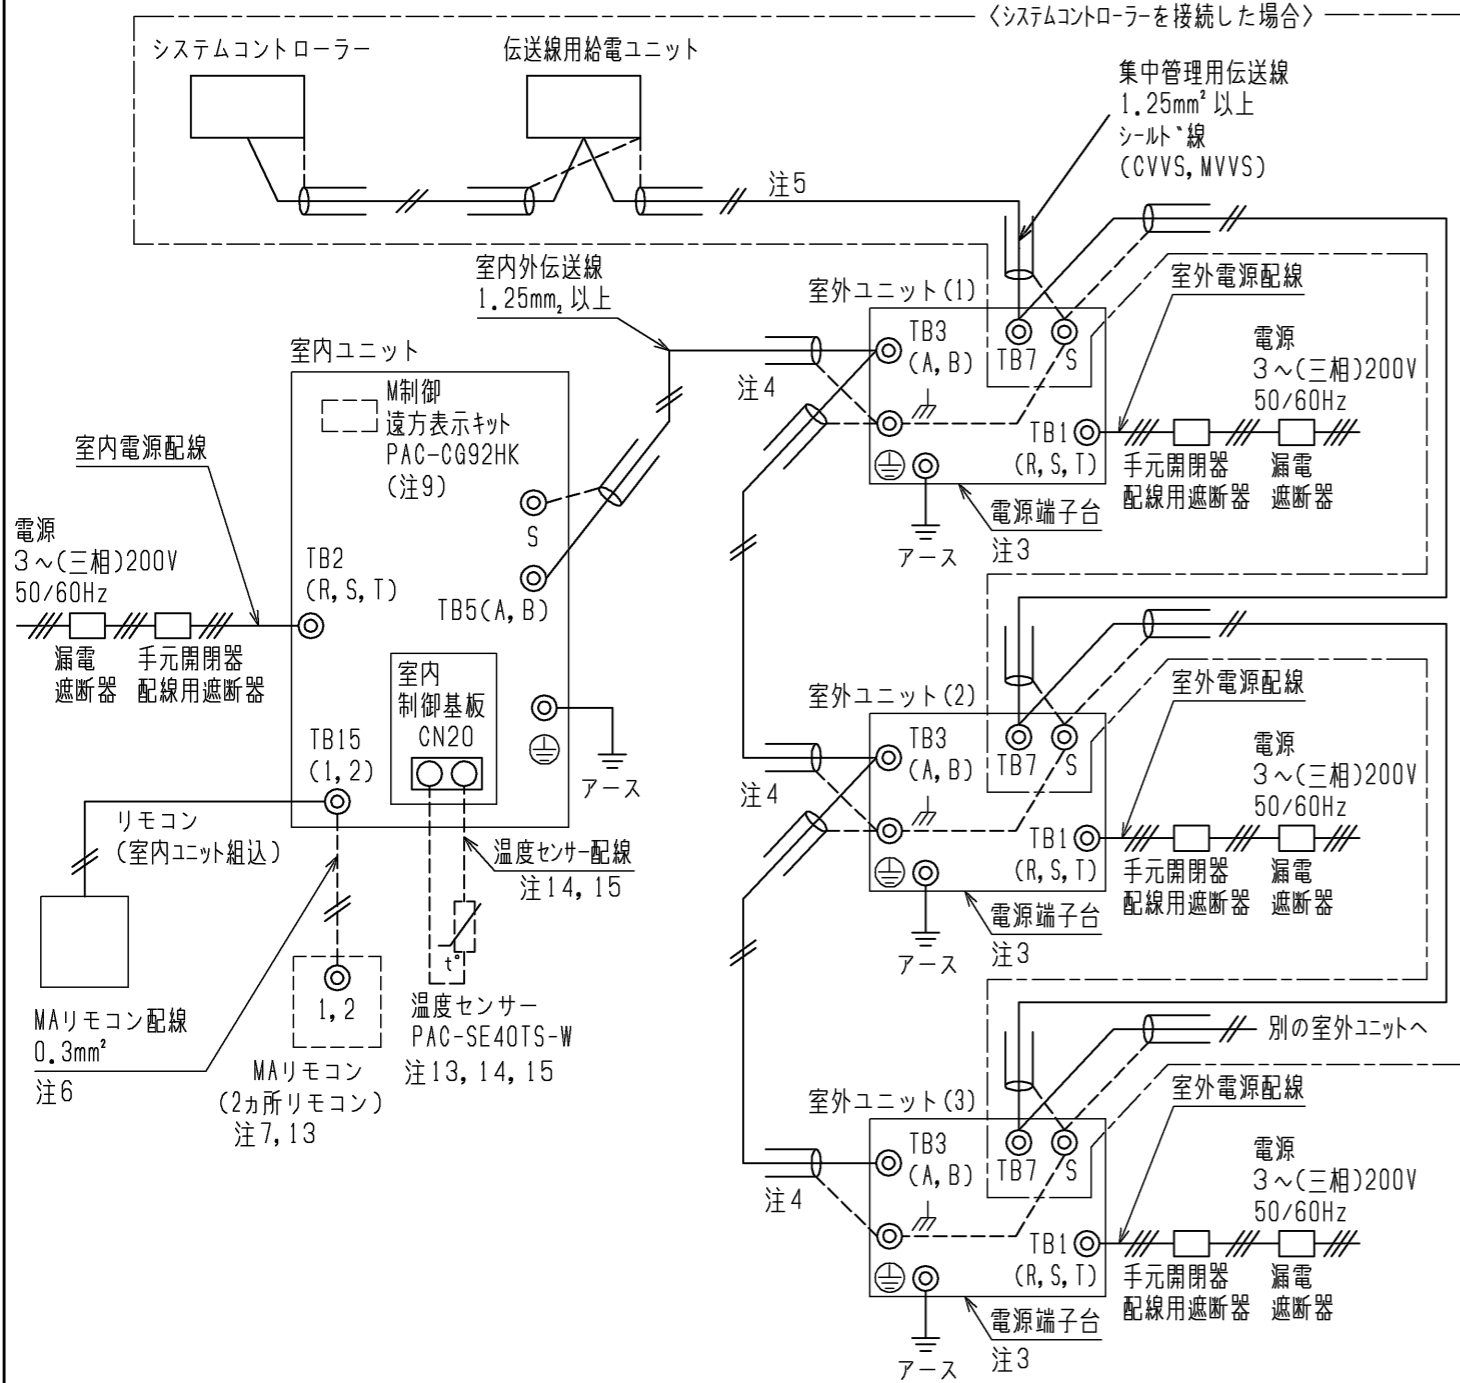 〈システムコントローラーを接続した場合〉
システムコントローラー
伝送線用給電ユニット
集中管理用伝送線
1.25mm²以上
シールド線
(CVVS,MVVS)
注5
室内外伝送線
1.25mm₂以上
室内ユニット
M制御
遠方表示キット
PAC-CG92HK
(注9)
室内電源配線
電源
3～(三相)200V
50/60Hz
漏電
遮断器
手元開閉器
配線用遮断器
TB2
(R,S,T)
S
TB5(A,B)
室内
制御基板
CN20
TB15
(1,2)
アース
リモコン
(室内ユニット組込)
温度センサー配線
注14,15
t°
1,2
MAリモコン配線
0.3mm²
注6
MAリモコン
(2カ所リモコン)
注7,13
温度センサー
PAC-SE40TS-W
注13,14,15
室外ユニット(1)
TB3
(A,B)
TB7
S
注4
TB1
(R,S,T)
室外電源配線
電源
3～(三相)200V
50/60Hz
手元開閉器
配線用遮断器
漏電
遮断器
電源端子台
注3
アース
室外ユニット(2)
TB3
(A,B)
TB7
S
注4
TB1
(R,S,T)
室外電源配線
電源
3～(三相)200V
50/60Hz
手元開閉器
配線用遮断器
漏電
遮断器
電源端子台
注3
アース
別の室外ユニットへ
室外ユニット(3)
TB3
(A,B)
TB7
S
注4
TB1
(R,S,T)
室外電源配線
電源
3～(三相)200V
50/60Hz
手元開閉器
配線用遮断器
漏電
遮断器
電源端子台
注3
アース